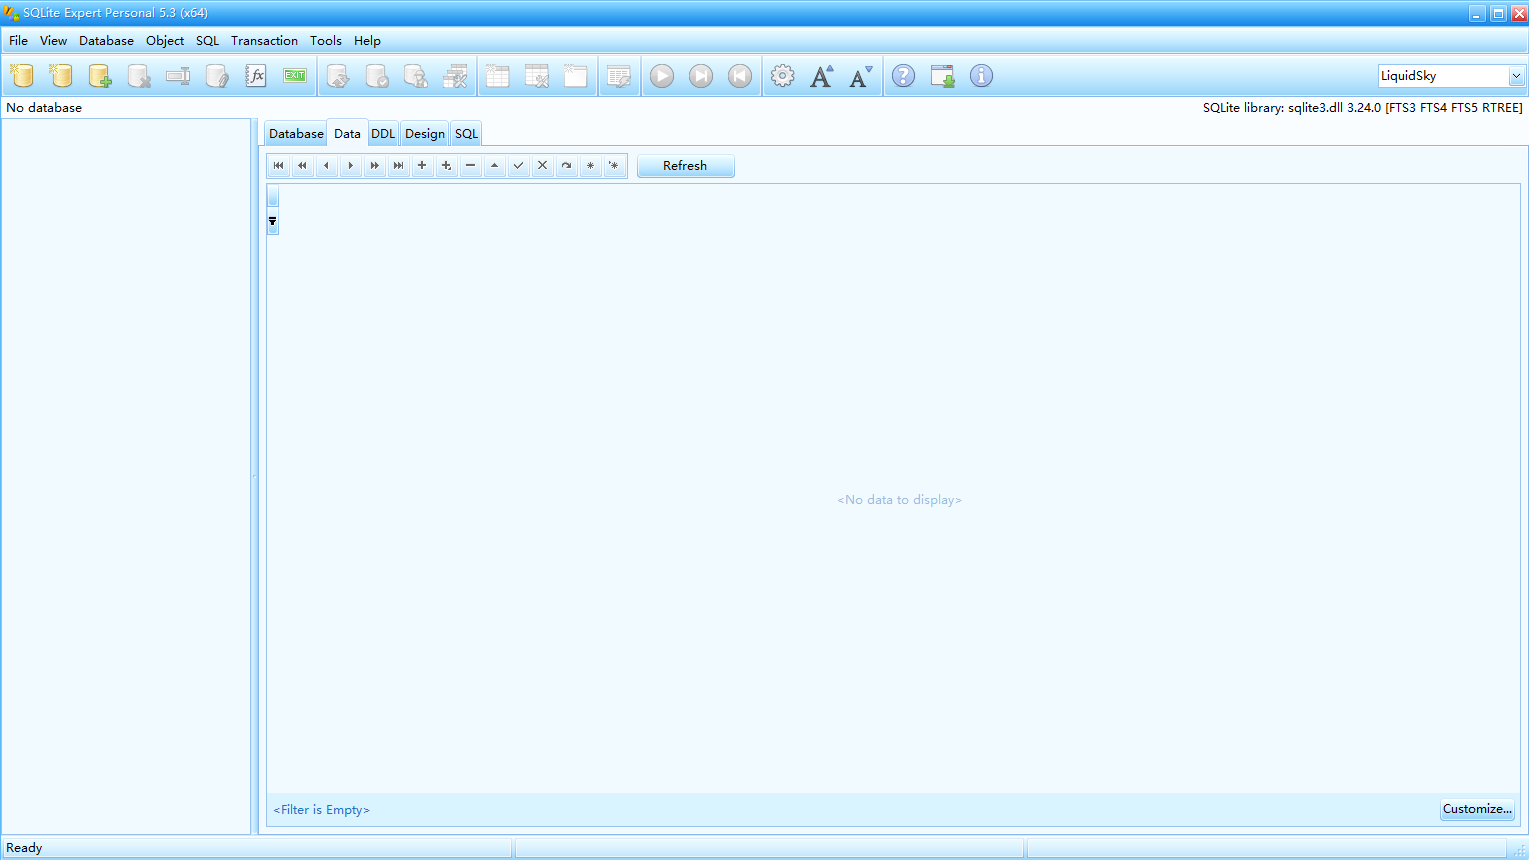 SQLite Expert Personal 5.3 (x64)
File View Database Object SQL Transaction Tools Help
fx EXIT A A ? i LiquidSky
No database SQLite library: sqlite3.dll 3.24.0 [FTS3 FTS4 FTS5 RTREE]
Database Data DDL Design SQL
Refresh
<No data to display>
<Filter is Empty> Customize...
Ready